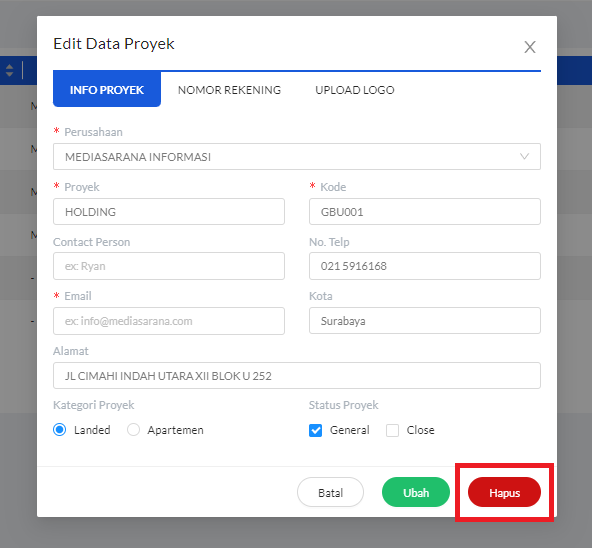 Edit Data Proyek
INFO PROYEK NOMOR REKENING UPLOAD LOGO
* Perusahaan
MEDIASARANA INFORMASI
* Proyek * Kode
HOLDING GBU001
Contact Person No. Telp
ex: Ryan 021 5916168
* Email Kota
ex: info@mediasarana.com Surabaya
Alamat
JL CIMAHI INDAH UTARA XII BLOK U 252
Kategori Proyek Status Proyek
Landed Apartemen General Close
Batal Ubah Hapus